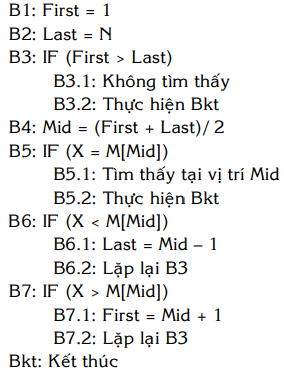 B1: First = 1
B2: Last = N
B3: IF (First > Last)
B3.1: Không tìm thấy
B3.2: Thực hiện Bkt
B4: Mid = (First + Last)/ 2
B5: IF (X = M[Mid])
B5.1: Tìm thấy tại vị trí Mid
B5.2: Thực hiện Bkt
B6: IF (X < M[Mid])
B6.1: Last = Mid – 1
B6.2: Lặp lại B3
B7: IF (X > M[Mid])
B7.1: First = Mid + 1
B7.2: Lặp lại B3
Bkt: Kết thúc